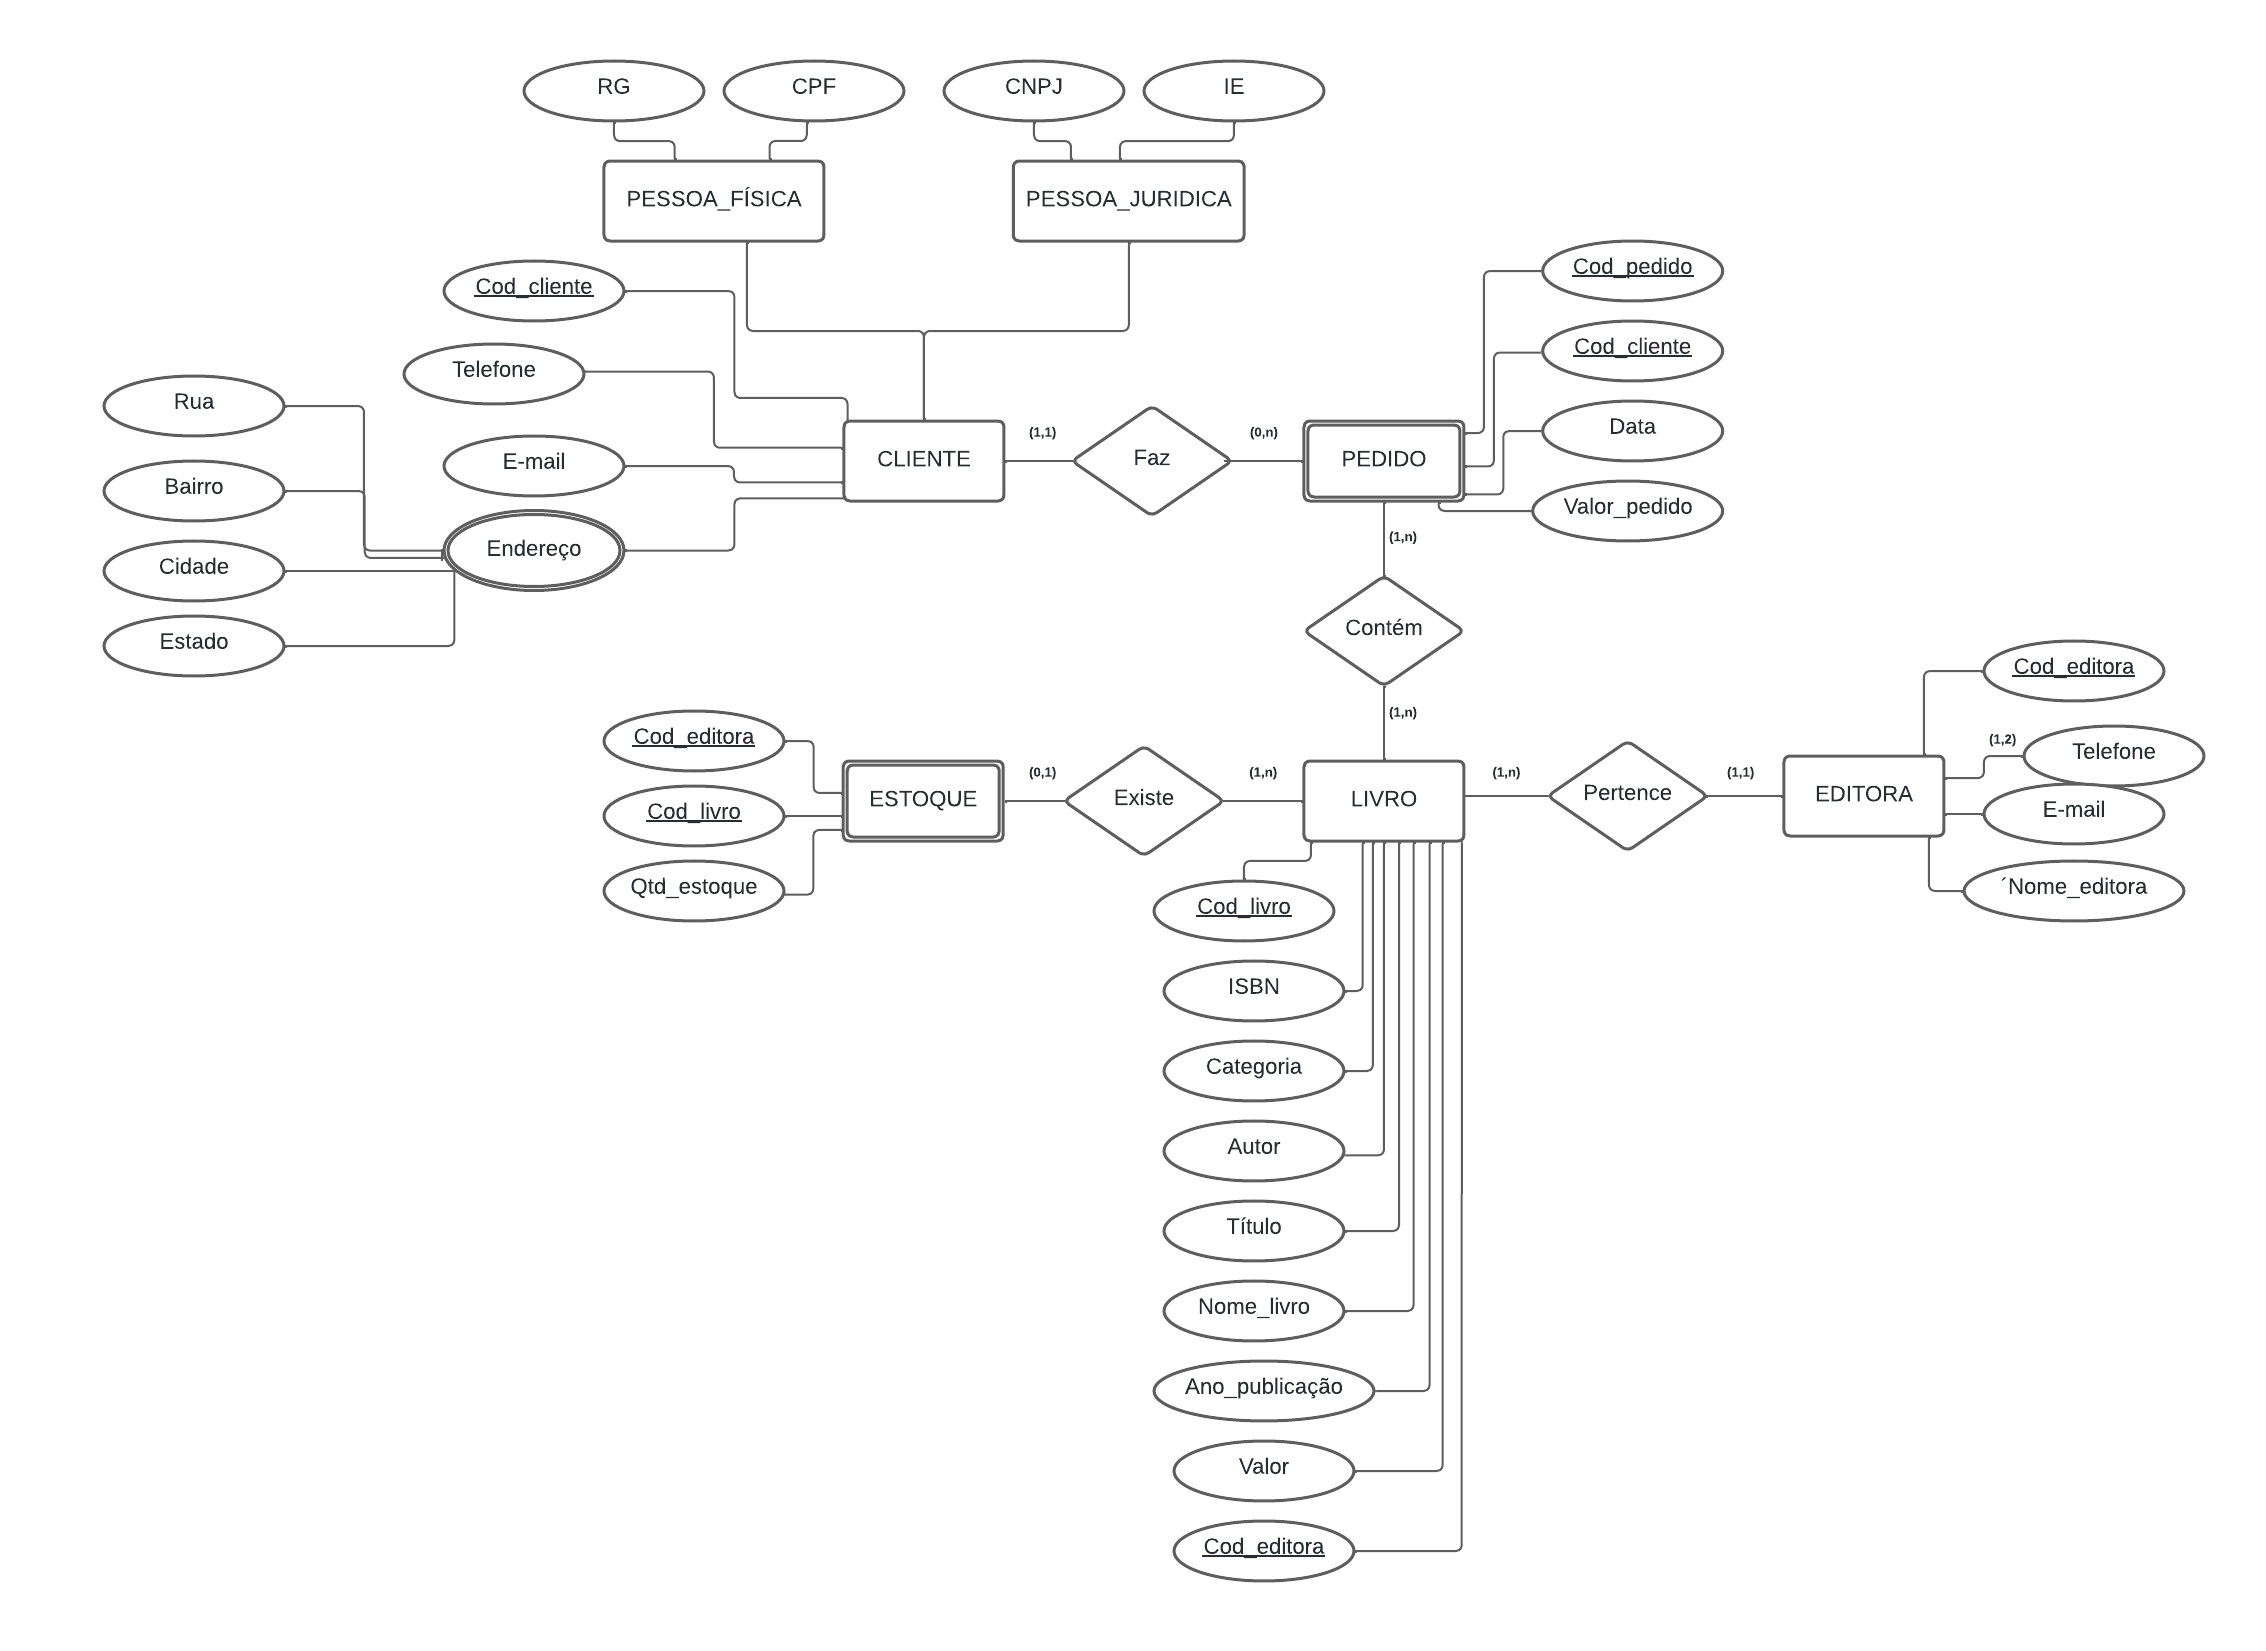 RG
CPF
CNPJ
IE
PESSOA_FÍSICA
PESSOA_JURIDICA
Cod_cliente
Telefone
E-mail
Endereço
Rua
Bairro
Cidade
Estado
CLIENTE
(1,1)
Faz
(0,n)
PEDIDO
Cod_pedido
Cod_cliente
Data
Valor_pedido
(1,n)
Contém
(1,n)
Cod_editora
Cod_livro
Qtd_estoque
ESTOQUE
(0,1)
Existe
(1,n)
LIVRO
(1,n)
Pertence
(1,1)
EDITORA
Cod_editora
(1,2)
Telefone
E-mail
´Nome_editora
Cod_livro
ISBN
Categoria
Autor
Título
Nome_livro
Ano_publicação
Valor
Cod_editora